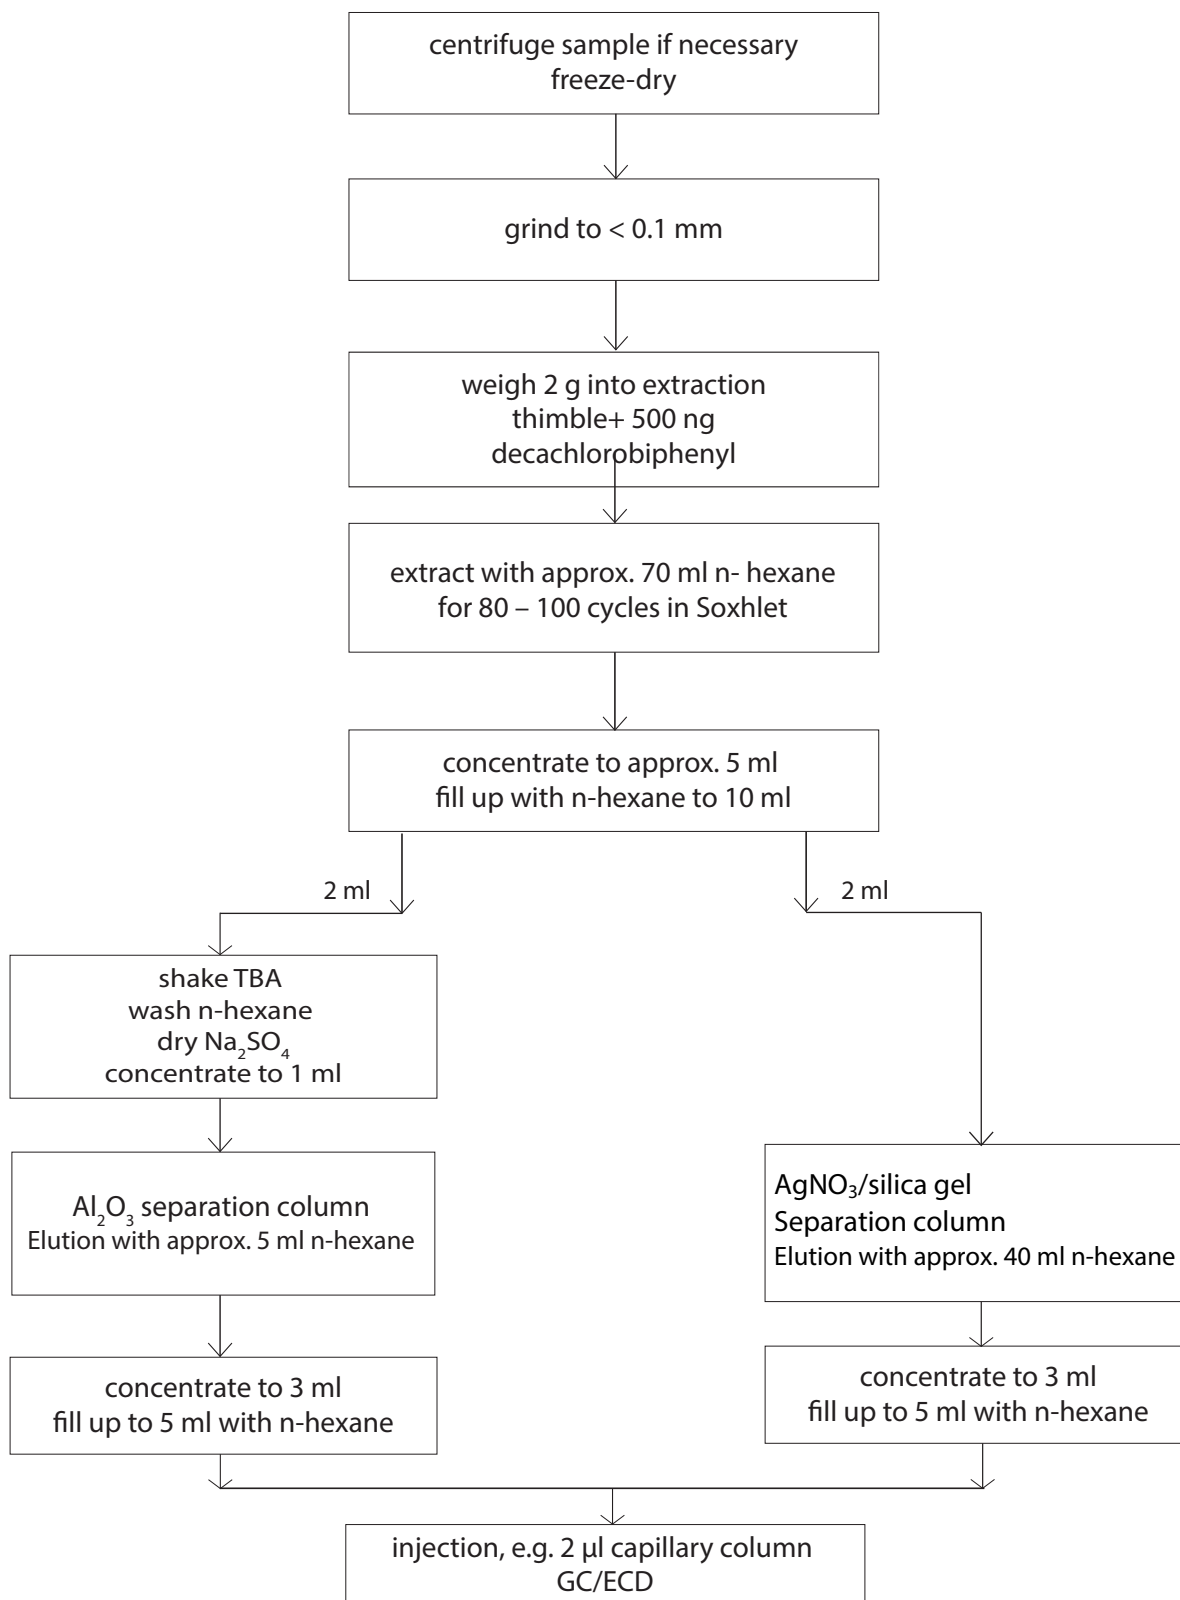 centrifuge sample if necessary
freeze-dry
grind to < 0.1 mm
weigh 2 g into extraction
thimble+ 500 ng
decachlorobiphenyl
extract with approx. 70 ml n- hexane
for 80 – 100 cycles in Soxhlet
concentrate to approx. 5 ml
fill up with n-hexane to 10 ml
2 ml
2 ml
shake TBA
wash n-hexane
dry Na₂SO₄
concentrate to 1 ml
Al₂O₃ separation column
Elution with approx. 5 ml n-hexane
AgNO₃/silica gel
Separation column
Elution with approx. 40 ml n-hexane
concentrate to 3 ml
fill up to 5 ml with n-hexane
concentrate to 3 ml
fill up to 5 ml with n-hexane
injection, e.g. 2 µl capillary column
GC/ECD